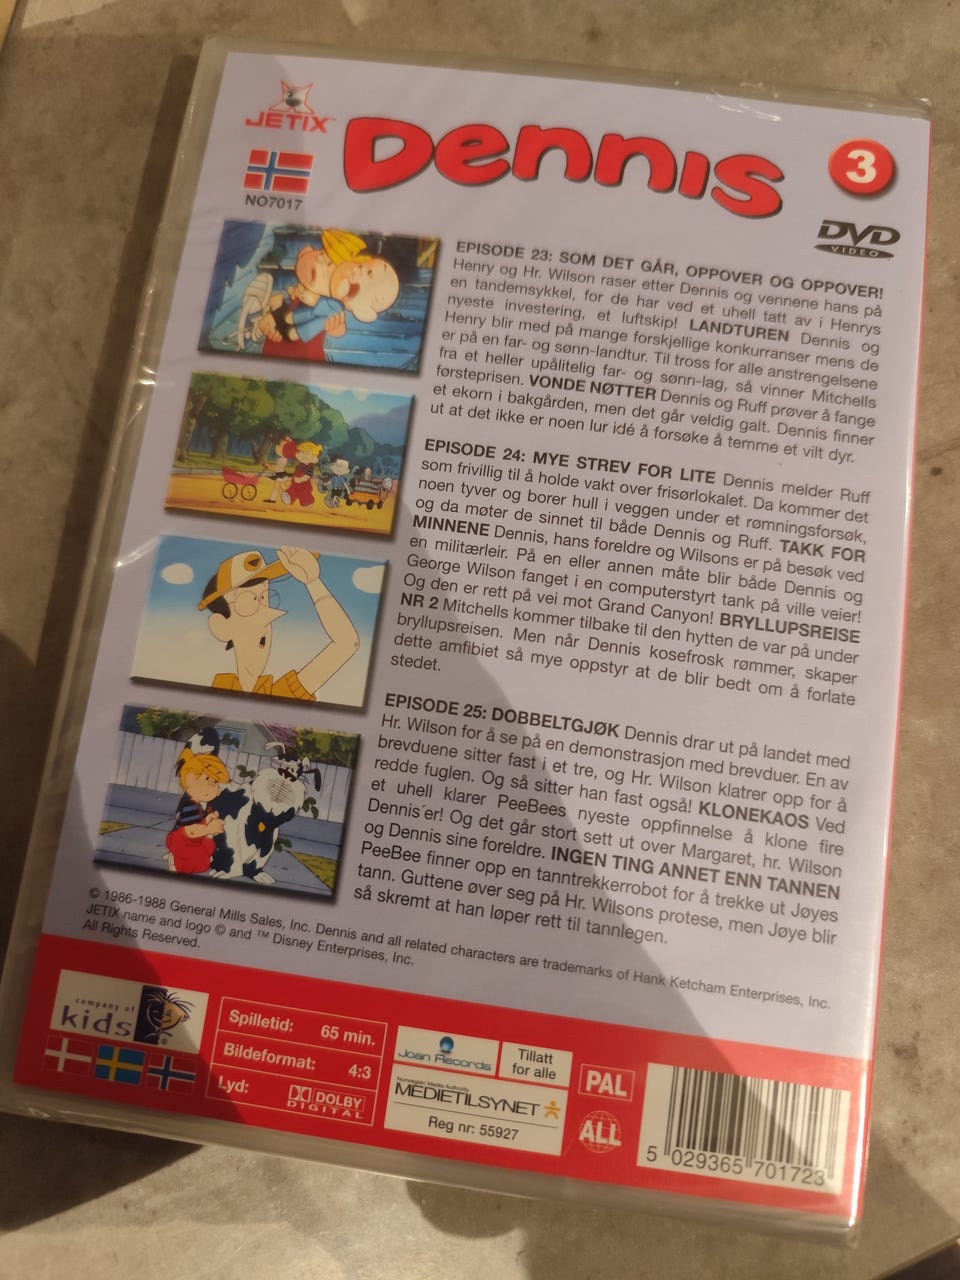 JETIX™
Dennis
3
NO7017
DVD
VIDEO
EPISODE 23: SOM DET GÅR, OPPOVER OG OPPOVER!
Henry og Hr. Wilson raser etter Dennis og vennene hans på
en tandemsykkel, for de har ved et uhell tatt av i Henrys
nyeste investering, et luftskip! LANDTUREN Dennis og
Henry blir med på mange forskjellige konkurranser mens de
er på en far- og sønn-landtur. Til tross for alle anstrengelsene
fra et heller upålitelig far- og sønn-lag, så vinner Mitchells
førsteprisen. VONDE NØTTER Dennis og Ruff prøver å fange
et ekorn i bakgården, men det går veldig galt. Dennis finner
ut at det ikke er noen lur idé å forsøke å temme et vilt dyr.
EPISODE 24: MYE STREV FOR LITE Dennis melder Ruff
som frivillig til å holde vakt over frisørlokalet. Da kommer det
noen tyver og borer hull i veggen under et rømningsforsøk,
og da møter de sinnet til både Dennis og Ruff. TAKK FOR
MINNENE Dennis, hans foreldre og Wilsons er på besøk ved
en militærleir. På en eller annen måte blir både Dennis og
George Wilson fanget i en computerstyrt tank på ville veier!
Og den er rett på vei mot Grand Canyon! BRYLLUPSREISE
NR 2 Mitchells kommer tilbake til den hytten de var på under
bryllupsreisen. Men når Dennis kosefrosk rømmer, skaper
dette amfibiet så mye oppstyr at de blir bedt om å forlate
stedet.
EPISODE 25: DOBBELTGJØK Dennis drar ut på landet med
Hr. Wilson for å se på en demonstrasjon med brevduer. En av
brevduene sitter fast i et tre, og Hr. Wilson klatrer opp for å
redde fuglen. Og så sitter han fast også! KLONEKAOS Ved
et uhell klarer PeeBees nyeste oppfinnelse å klone fire
Dennis´er! Og det går stort sett ut over Margaret, hr. Wilson
og Dennis sine foreldre. INGEN TING ANNET ENN TANNEN
PeeBee finner opp en tanntrekkerrobot for å trekke ut Jøyes
tann. Guttene øver seg på Hr. Wilsons protese, men Jøye blir
så skremt at han løper rett til tannlegen.
© 1986-1988 General Mills Sales, Inc. Dennis and all related characters are trademarks of Hank Ketcham Enterprises, Inc.
JETIX name and logo © and ™ Disney Enterprises, Inc.
All Rights Reserved.
company of
kids®
Spilletid: 65 min.
Bildeformat: 4:3
Lyd: DOLBY
DIGITAL
Joan Records
Tillatt
for alle
Norwegian Media Authority
MEDIETILSYNET
Reg nr: 55927
PAL
ALL
5 029365 701723